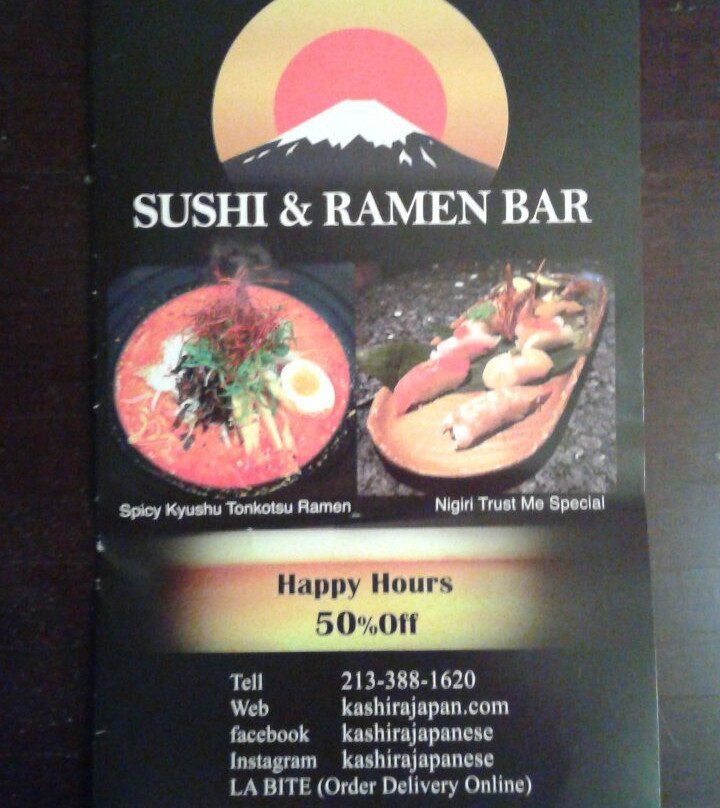 SUSHI & RAMEN BAR
Spicy Kyushu Tonkotsu Ramen
Nigiri Trust Me Special
Happy Hours
50%Off
Tell 213-388-1620
Web kashirajapan.com
facebook kashirajapanese
Instagram kashirajapanese
LA BITE (Order Delivery Online)